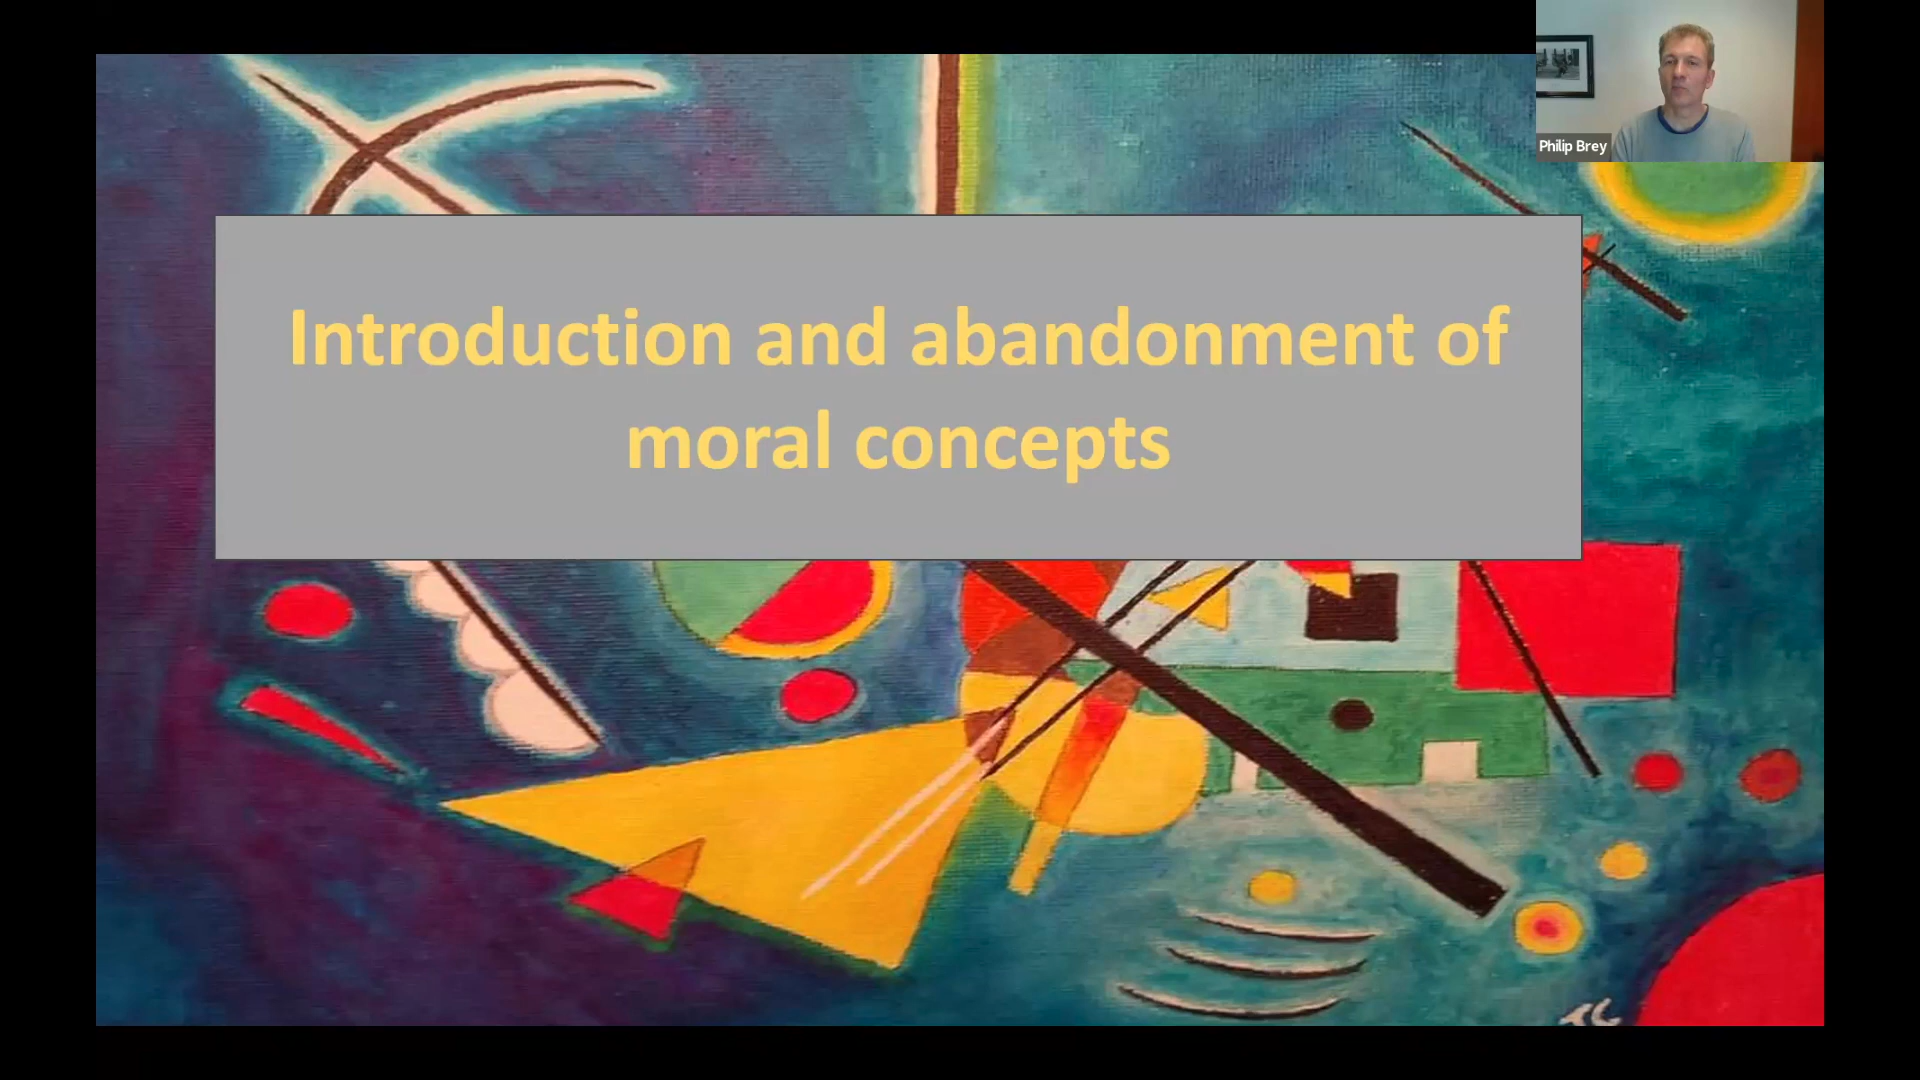 Philip Brey
Introduction and abandonment of
moral concepts